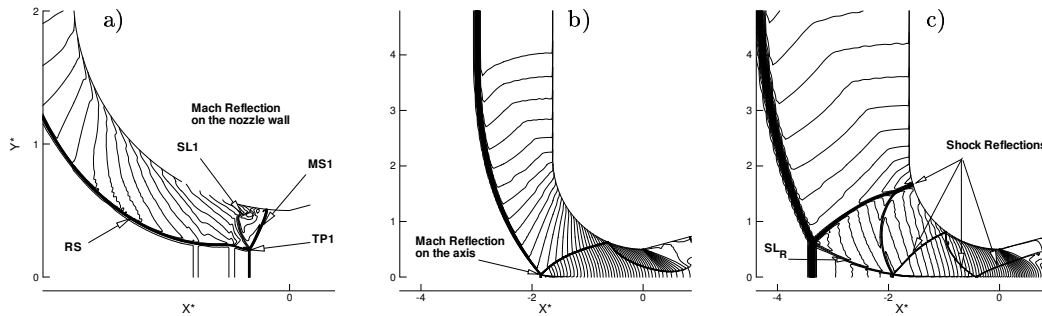 a)
2
1
0
Y*
0
X*
Mach Reflection
on the nozzle wall
SL1
MS1
TP1
RS
b)
4
3
2
1
0
-4
-2
0
X*
Mach Reflection
on the axis
c)
4
3
2
1
0
-4
-2
0
X*
Shock Reflections
SLR